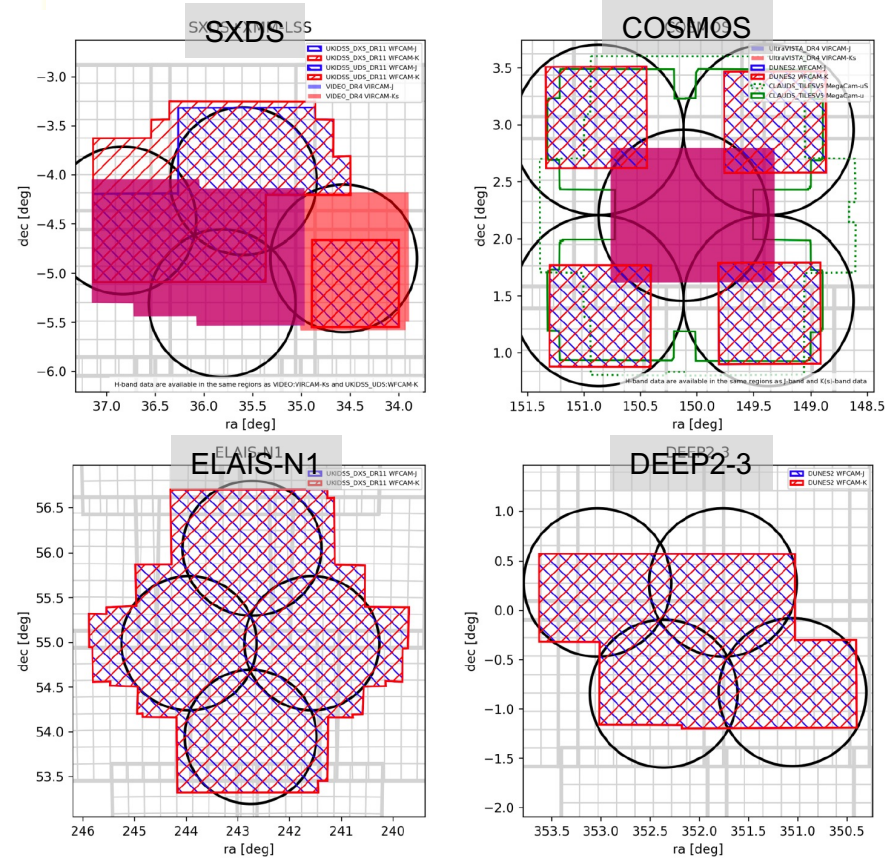 SXDS
UKIDSS_DXS_DR11 WFCAM-J
UKIDSS_DXS_DR11 WFCAM-K
UKIDSS_UDS_DR11 WFCAM-J
UKIDSS_UDS_DR11 WFCAM-K
VIDEO_DR4 VIRCAM-J
VIDEO_DR4 VIRCAM-Ks
−3.0
−3.5
−4.0
−4.5
−5.0
−5.5
−6.0
dec [deg]
H-band data are available in the same regions as VIDEO:VIRCAM-Ks and UKIDSS_UDS:WFCAM-K
37.0 36.5 35.5 35.0 34.5 34.0
ra [deg]
COSMOS
UltraVISTA_DR4 VIRCAM-J
UltraVISTA_DR4 VIRCAM-Ks
DUNES2 WFCAM-J
DUNES2 WFCAM-K
CLAUDS_TILESV5 MegaCam-uS
CLAUDS_TILESV5 MegaCam-u
3.5
3.0
2.5
2.0
1.5
1.0
dec [deg]
H-band data are available in the same regions as J-band and K(s)-band data
151.5 151.0 150.5 150.0 149.5 149.0 148.5
ra [deg]
ELAIS-N1
ELAIS-N1
UKIDSS_DXS_DR11 WFCAM-J
UKIDSS_DXS_DR11 WFCAM-K
56.5
56.0
55.5
55.0
54.5
54.0
53.5
dec [deg]
246 245 244 243 242 241 240
ra [deg]
DEEP2-3
DEEP2-3
DUNES2 WFCAM-J
DUNES2 WFCAM-K
1.0
0.5
0.0
−0.5
−1.0
−1.5
−2.0
dec [deg]
353.5 353.0 352.5 352.0 351.5 351.0 350.5
ra [deg]